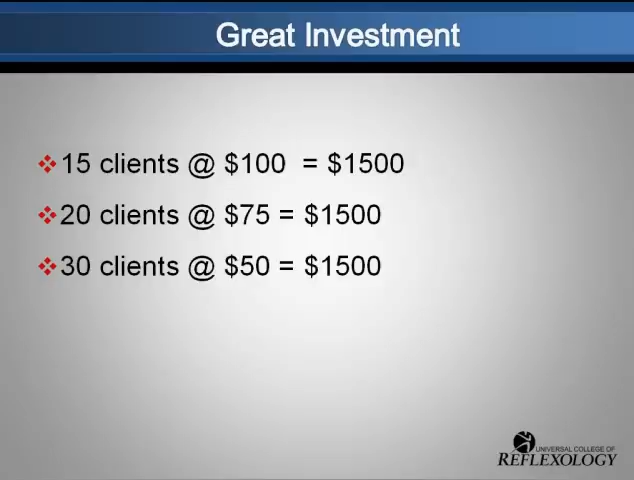 Great Investment
15 clients @ $100 = $1500
20 clients @ $75 = $1500
30 clients @ $50 = $1500
UNIVERSAL COLLEGE OF
REFLEXOLOGY